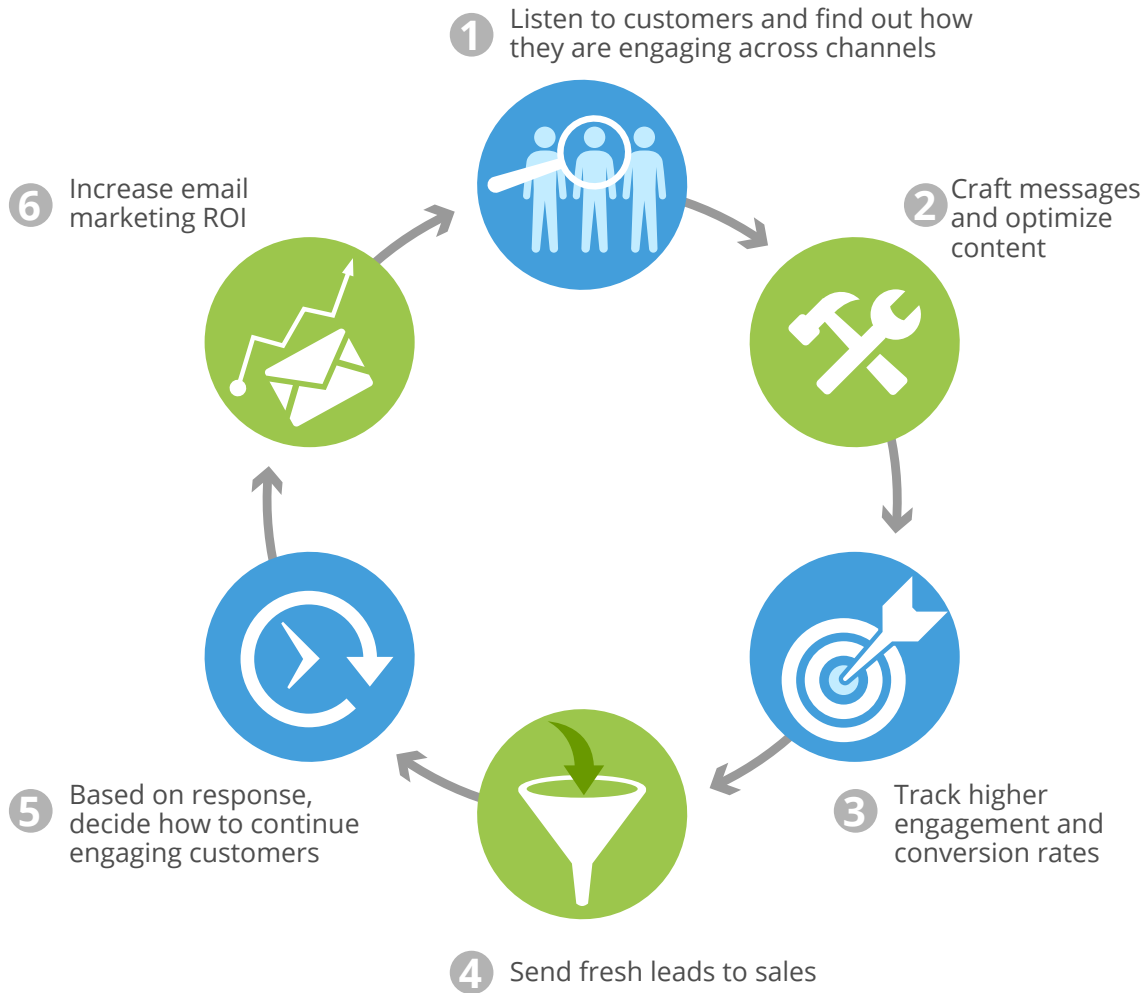 1 Listen to customers and find out how
they are engaging across channels
2 Craft messages
and optimize
content
3 Track higher
engagement and
conversion rates
4 Send fresh leads to sales
5 Based on response,
decide how to continue
engaging customers
6 Increase email
marketing ROI